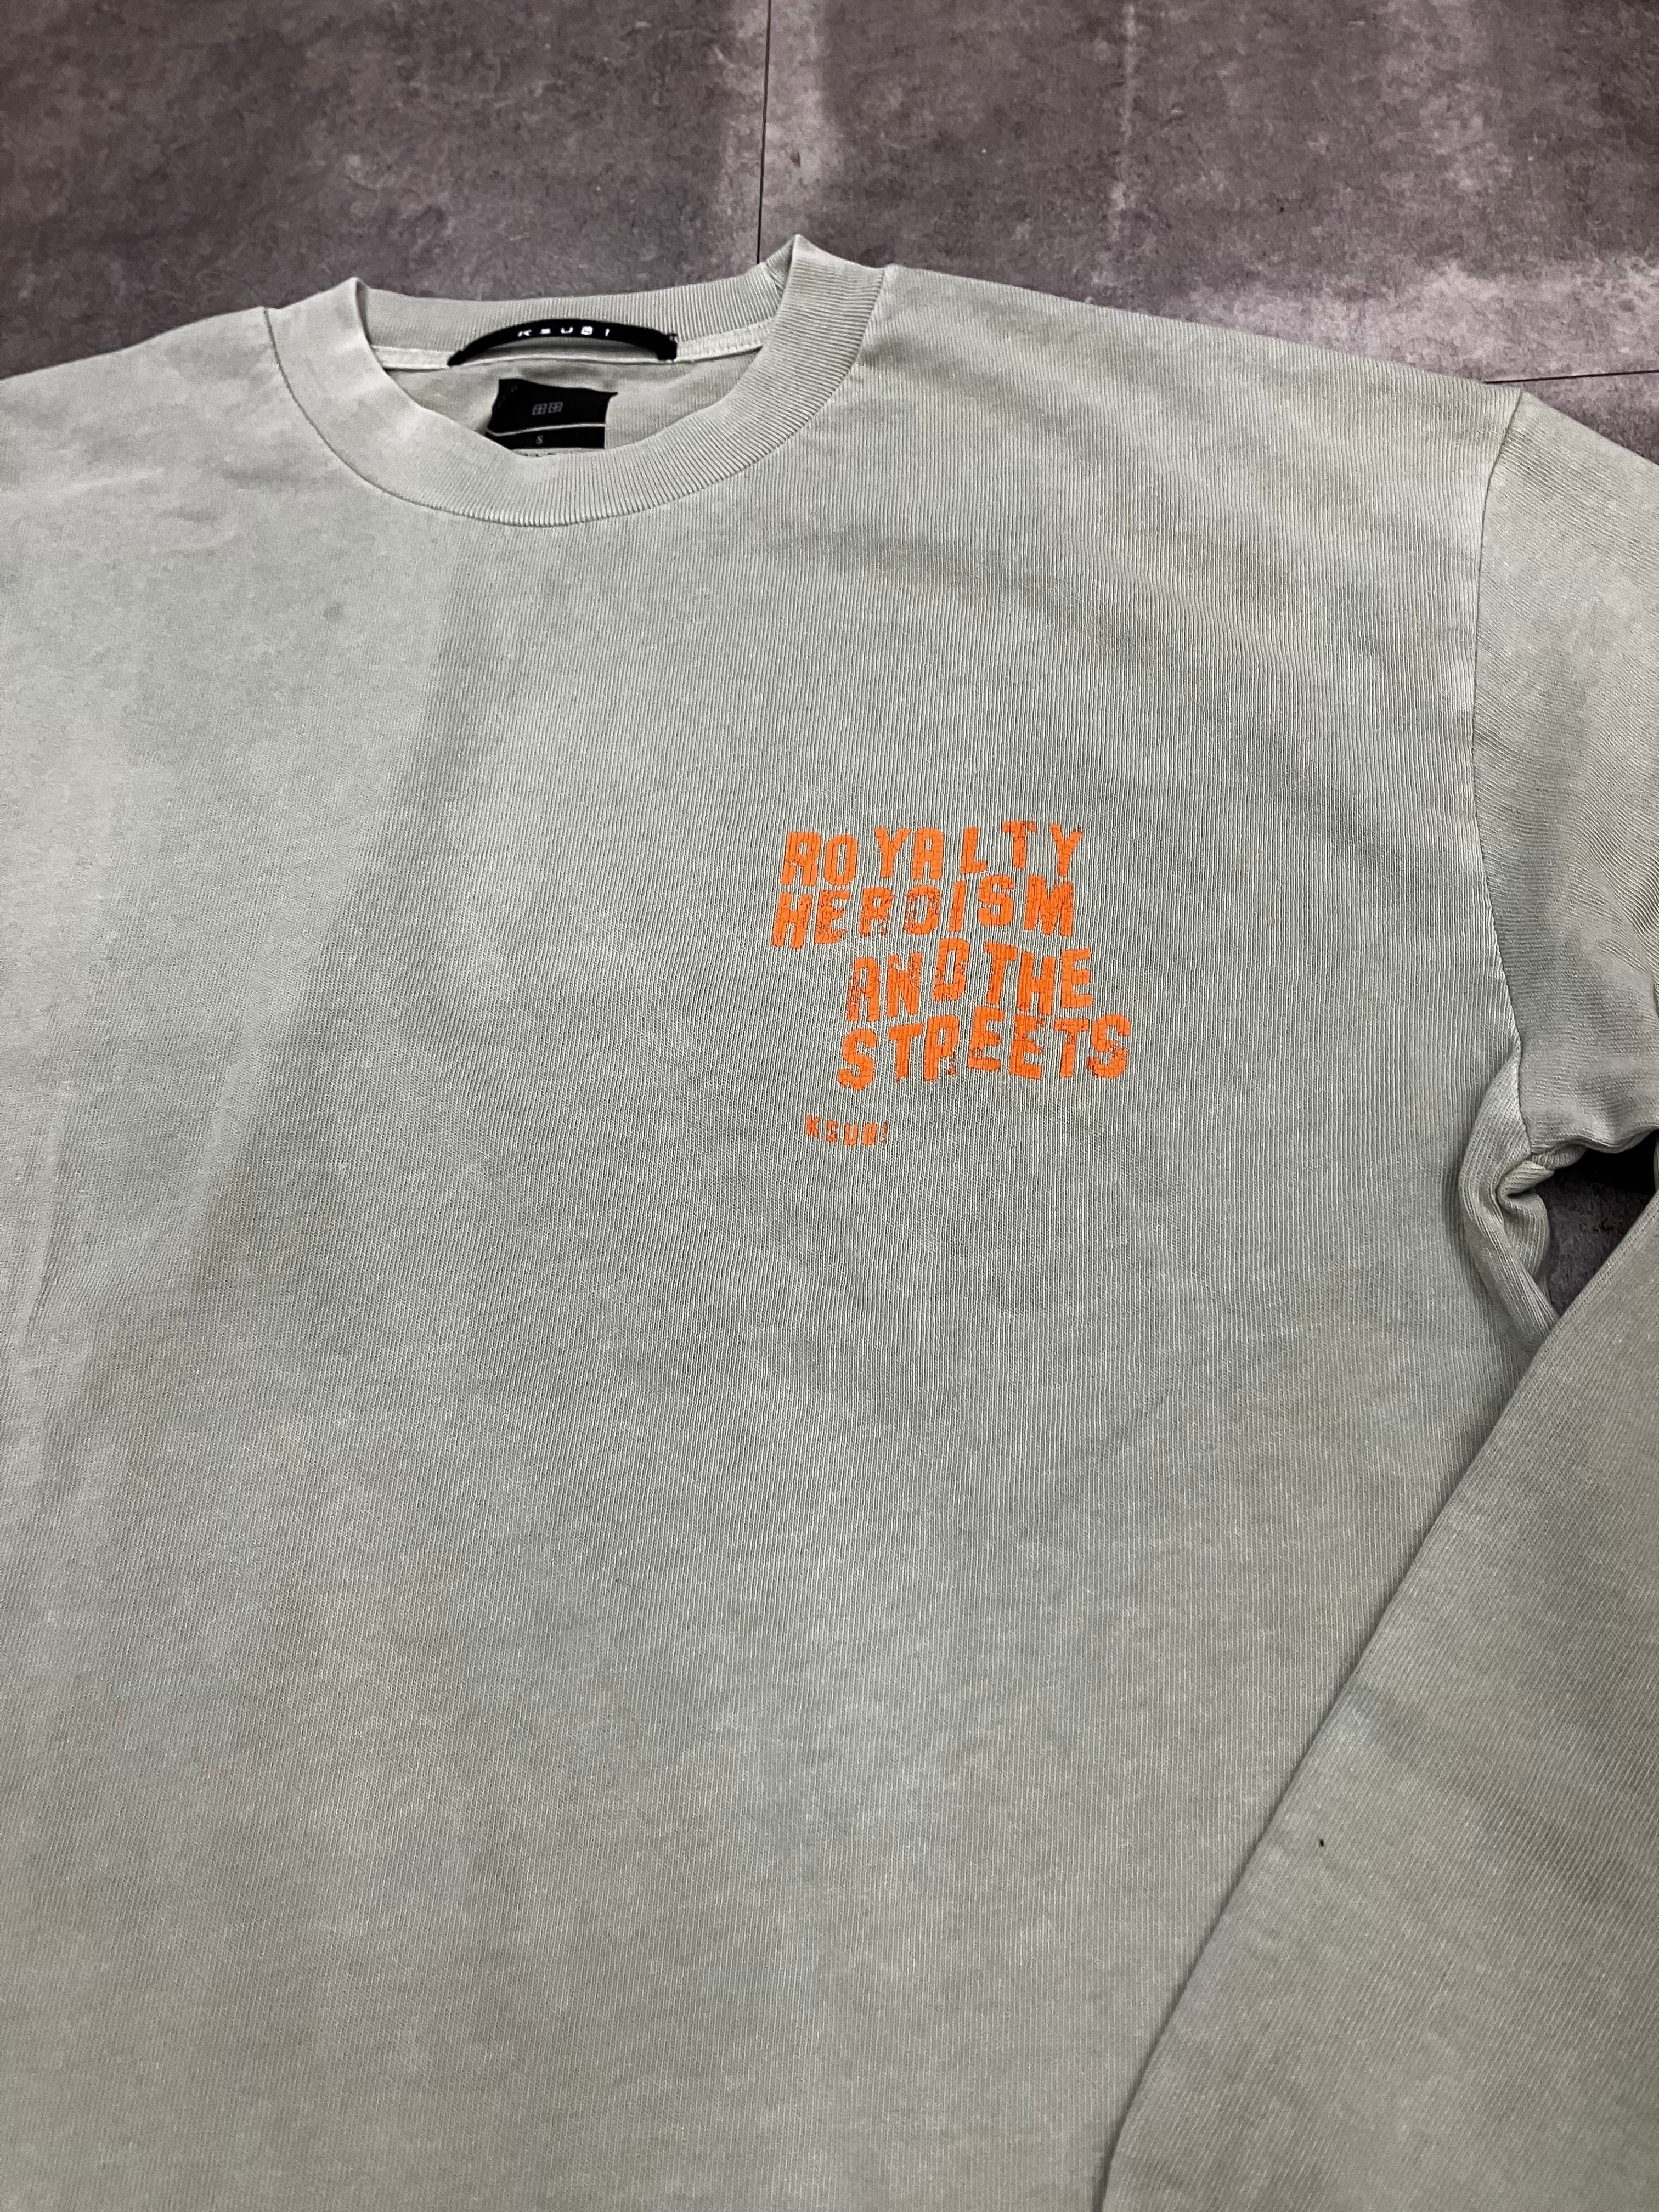 KSUBI
S
ROYALTY
HEROISM
AND THE
STREETS
KSUBI